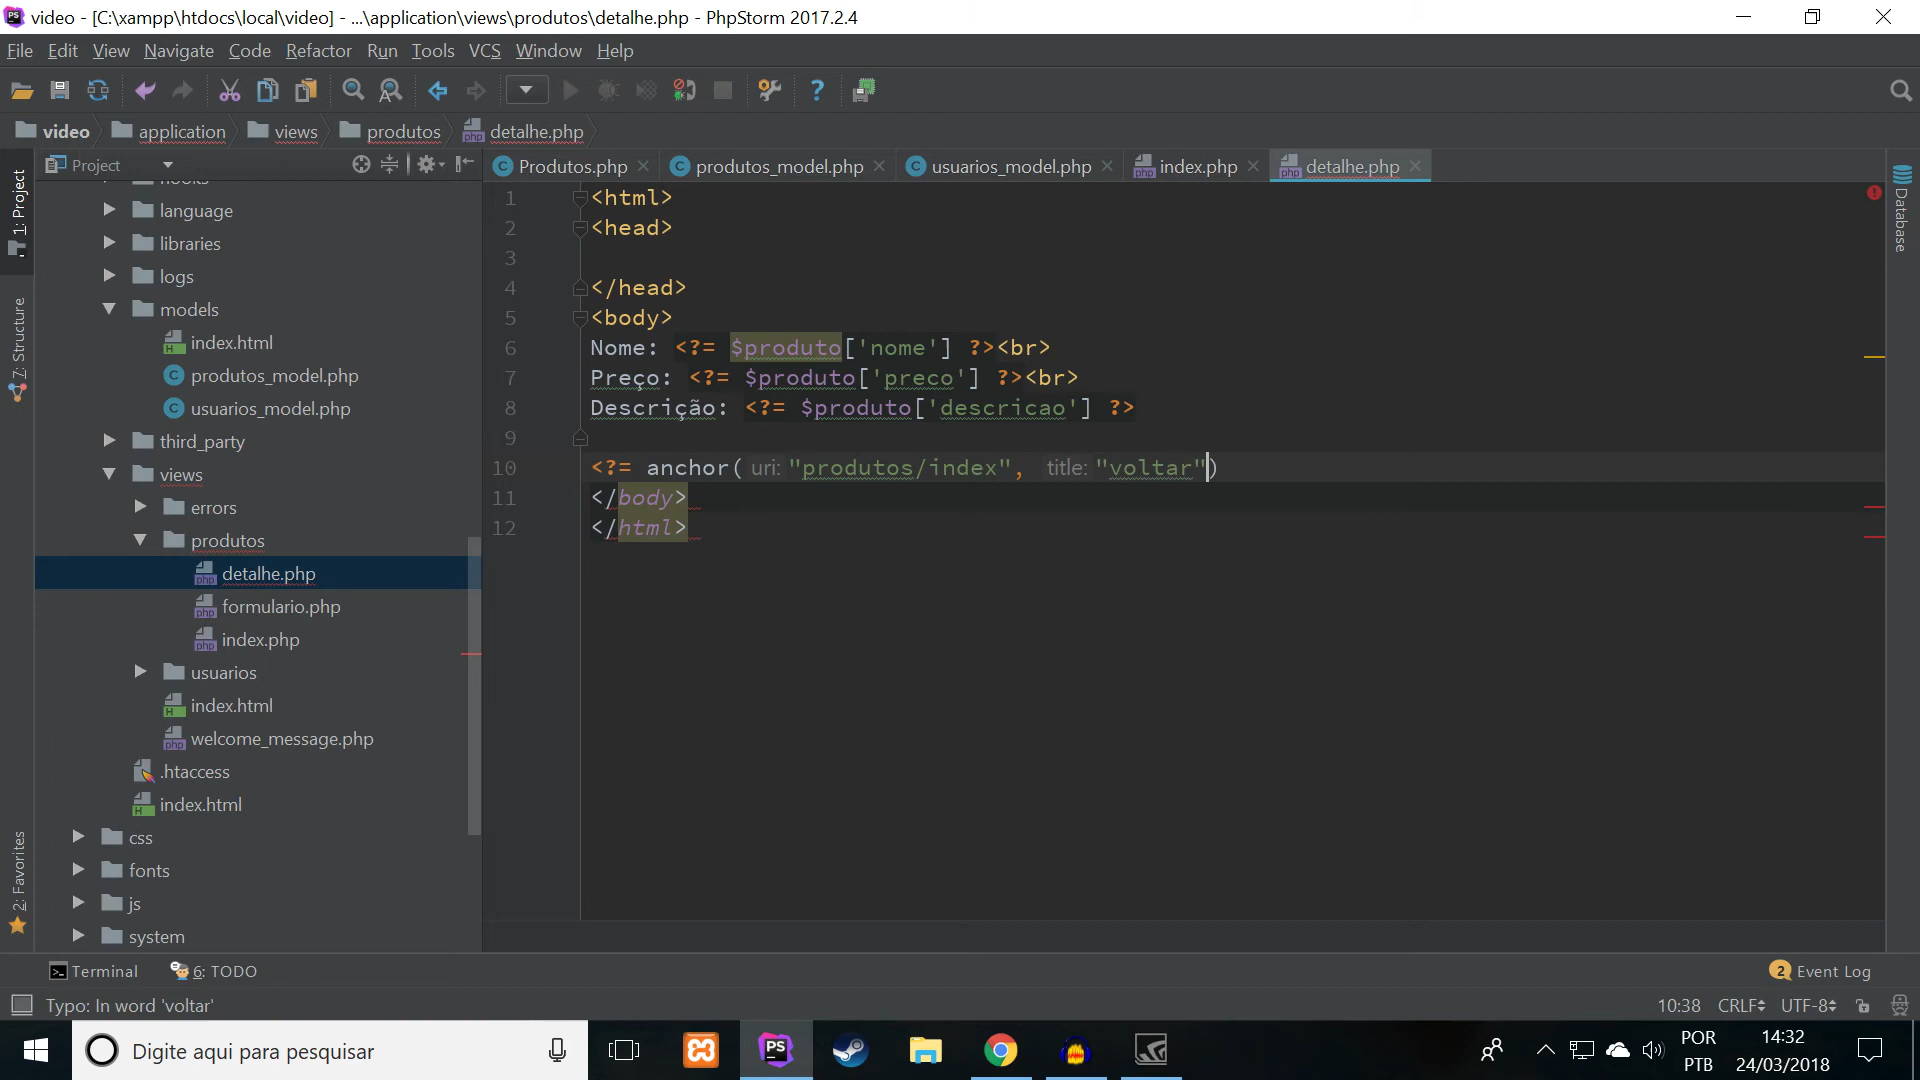 video - [C:\xampp\htdocs\local\video] - ...\application\views\produtos\detalhe.php - PhpStorm 2017.2.4
File Edit View Navigate Code Refactor Run Tools VCS Window Help
video application views produtos detalhe.php
Project
Produtos.php produtos_model.php usuarios_model.php index.php detalhe.php
1: Project
7: Structure
2: Favorites
Database
hooks
language
libraries
logs
models
index.html
produtos_model.php
usuarios_model.php
third_party
views
errors
produtos
detalhe.php
formulario.php
index.php
usuarios
index.html
welcome_message.php
.htaccess
index.html
css
fonts
js
system
1 <html>
2 <head>
3
4 </head>
5 <body>
6 Nome: <?= $produto['nome'] ?><br>
7 Preço: <?= $produto['preco'] ?><br>
8 Descrição: <?= $produto['descricao'] ?>
9
10 <?= anchor( uri: "produtos/index", title: "voltar")
11 </body>
12 </html>
Terminal 6: TODO
2 Event Log
Typo: In word 'voltar'
10:38 CRLF UTF-8
Digite aqui para pesquisar
POR
PTB
14:32
24/03/2018